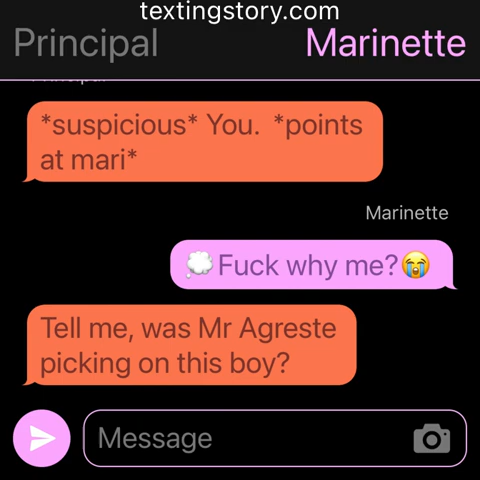 textingstory.com
Principal Marinette
*suspicious* You. *points
at mari*
Marinette
💭Fuck why me?😭
Tell me, was Mr Agreste
picking on this boy?
Message